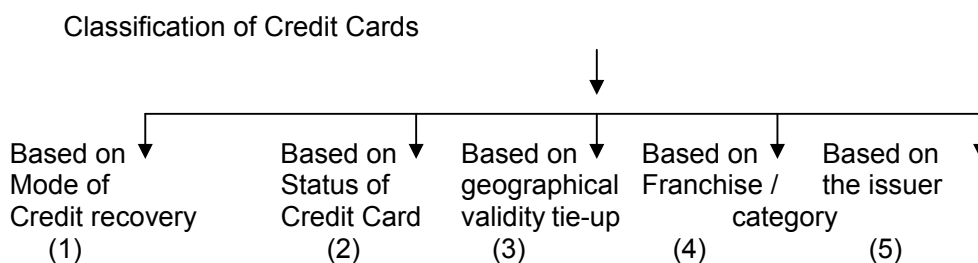 Classification of Credit Cards
Based on Based on Based on Based on Based on
Mode of Status of geographical Franchise / the issuer
Credit recovery Credit Card validity tie-up category
(1) (2) (3) (4) (5)